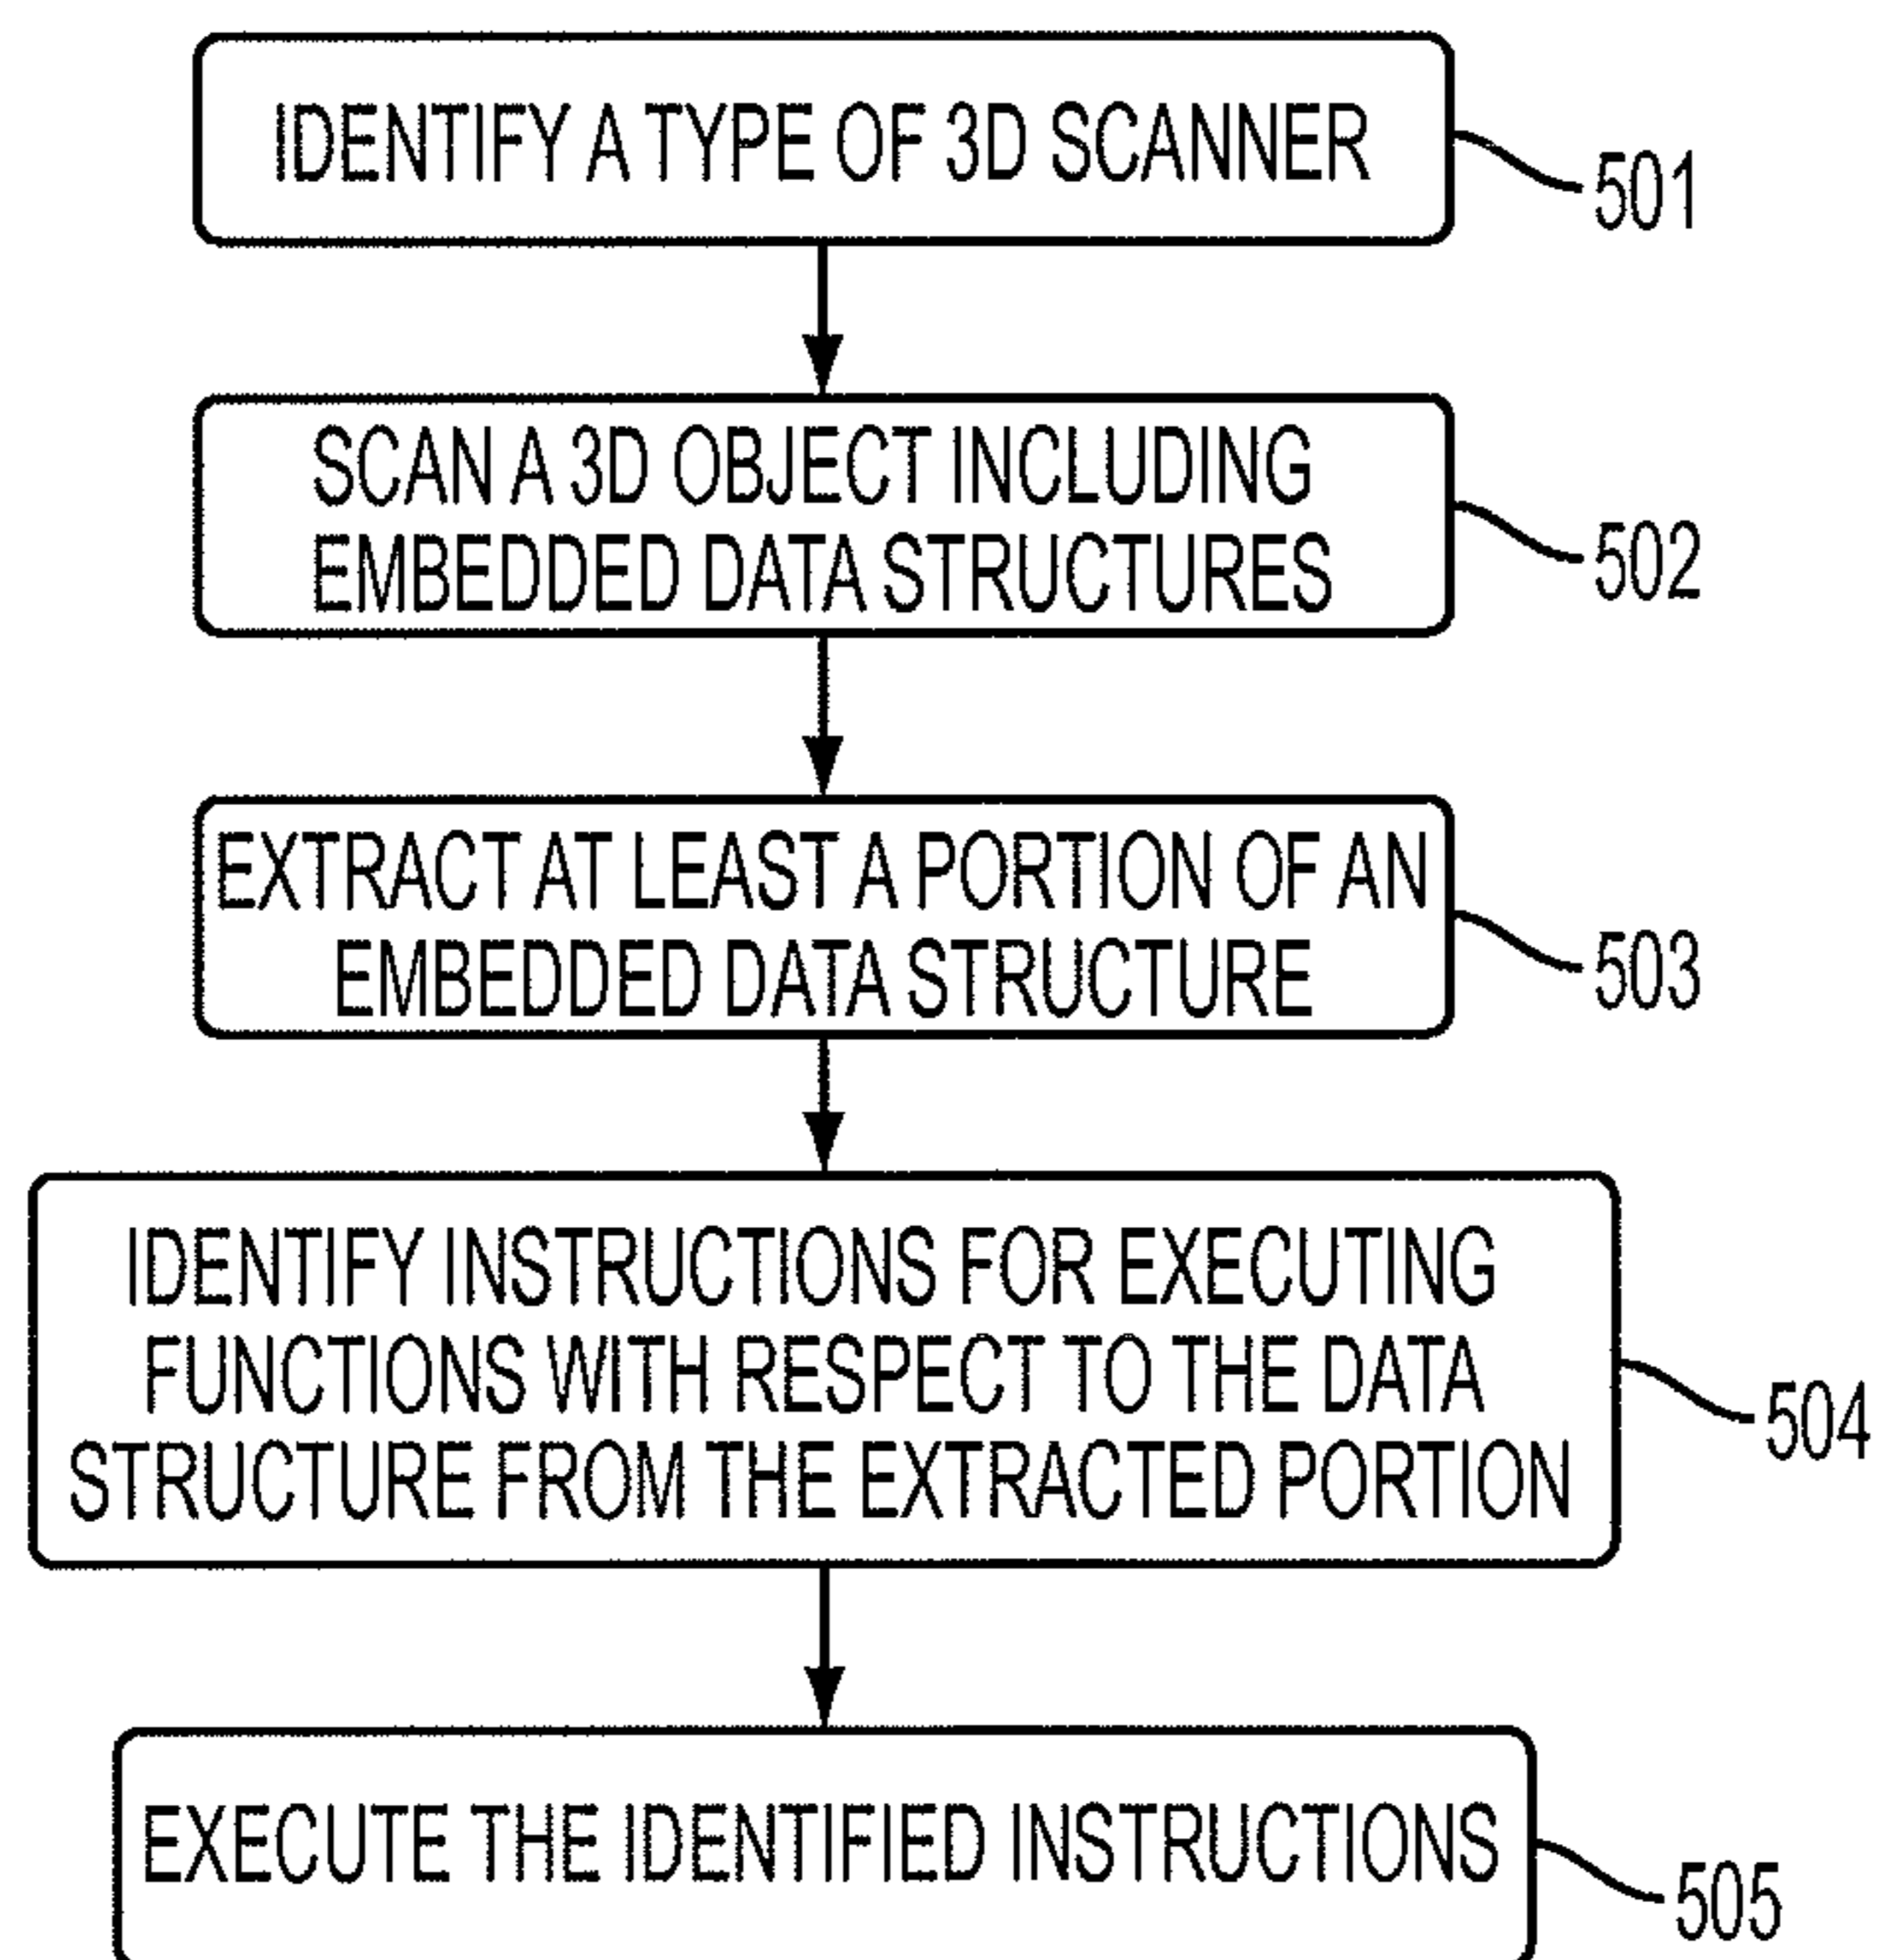 IDENTIFY A TYPE OF 3D SCANNER
501
SCAN A 3D OBJECT INCLUDING
EMBEDDED DATA STRUCTURES
502
EXTRACT AT LEAST A PORTION OF AN
EMBEDDED DATA STRUCTURE
503
IDENTIFY INSTRUCTIONS FOR EXECUTING
FUNCTIONS WITH RESPECT TO THE DATA
STRUCTURE FROM THE EXTRACTED PORTION
504
EXECUTE THE IDENTIFIED INSTRUCTIONS
505